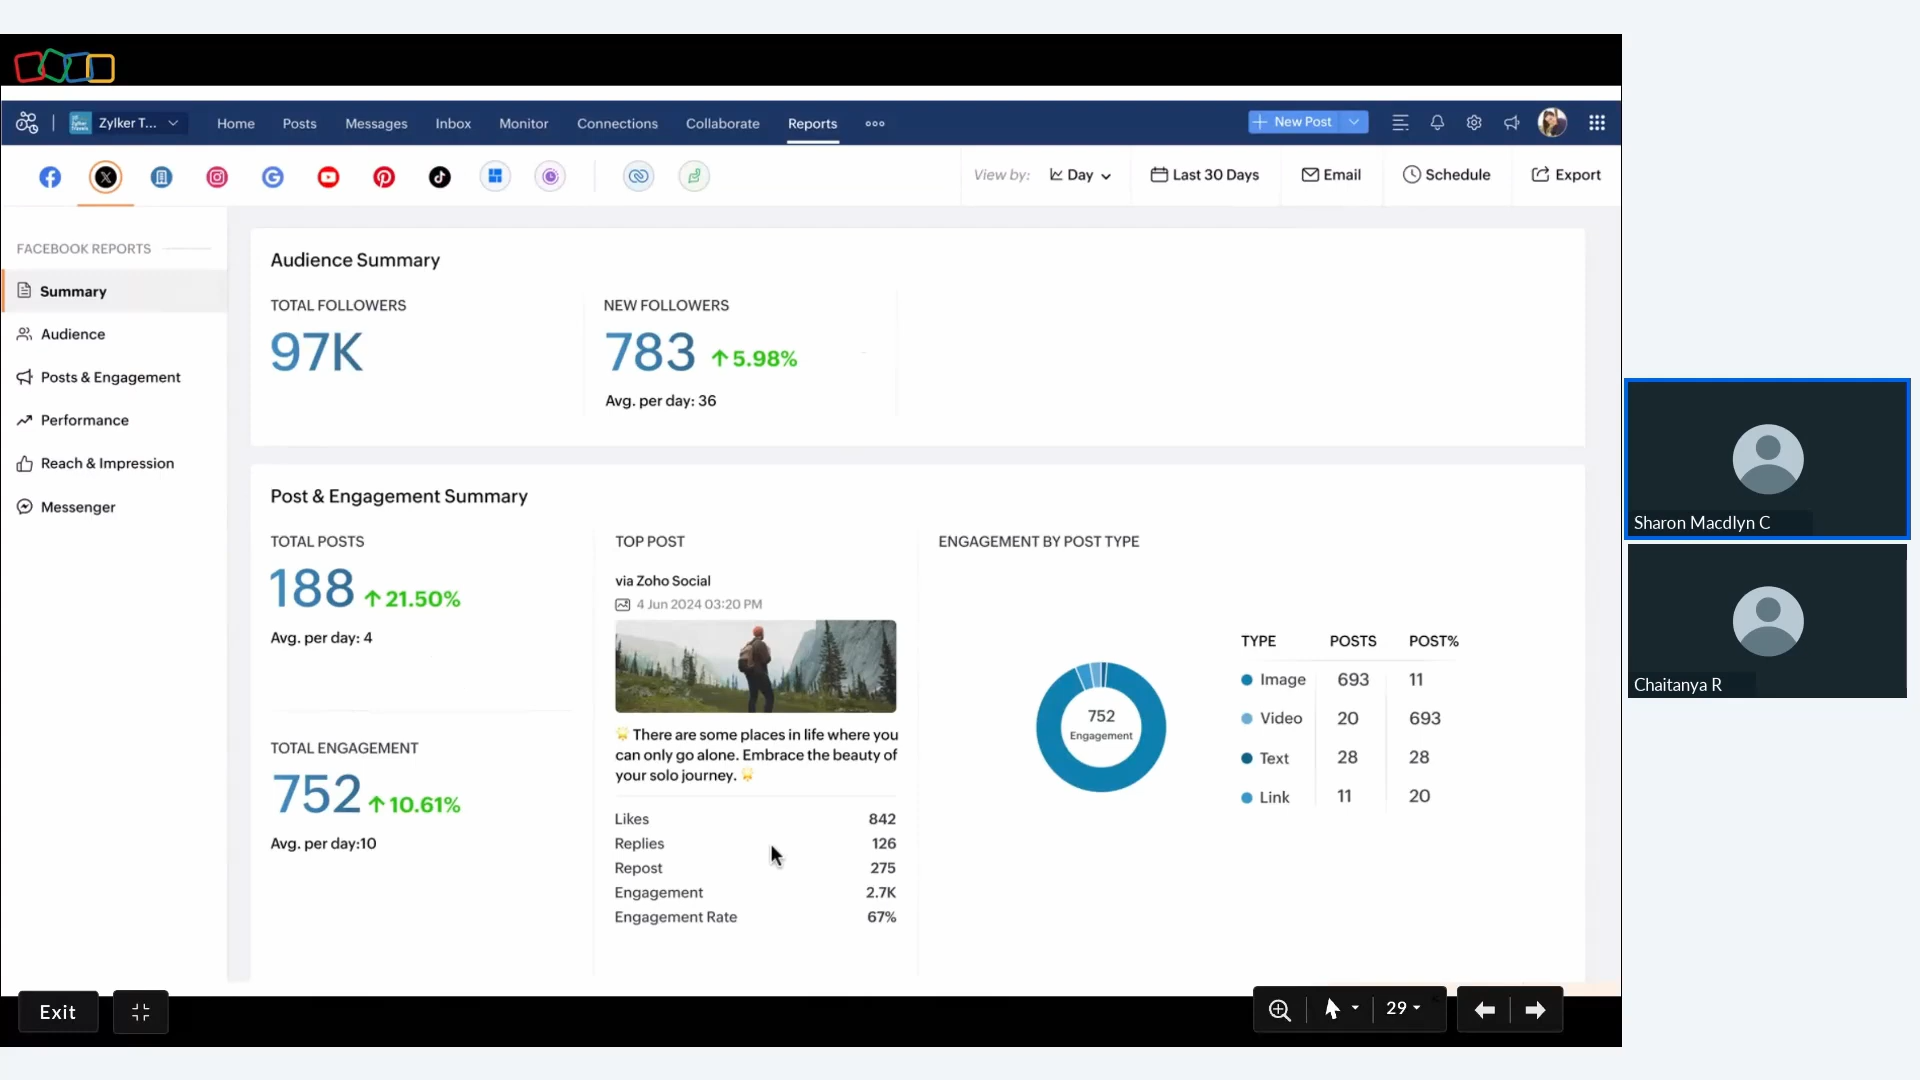 Zylker T...
Home
Posts
Messages
Inbox
Monitor
Connections
Collaborate
Reports
New Post
View by:
Day
Last 30 Days
Email
Schedule
Export
FACEBOOK REPORTS
Summary
Audience
Posts & Engagement
Performance
Reach & Impression
Messenger
Audience Summary
TOTAL FOLLOWERS
97K
NEW FOLLOWERS
783 ↑5.98%
Avg. per day: 36
Post & Engagement Summary
TOTAL POSTS
188 ↑21.50%
Avg. per day: 4
TOTAL ENGAGEMENT
752 ↑10.61%
Avg. per day:10
TOP POST
via Zoho Social
4 Jun 2024 03:20 PM
There are some places in life where you
can only go alone. Embrace the beauty of
your solo journey.
Likes 842
Replies 126
Repost 275
Engagement 2.7K
Engagement Rate 67%
ENGAGEMENT BY POST TYPE
752
Engagement
TYPE POSTS POST%
Image 693 11
Video 20 693
Text 28 28
Link 11 20
Sharon Macdlyn C
Chaitanya R
Exit
29